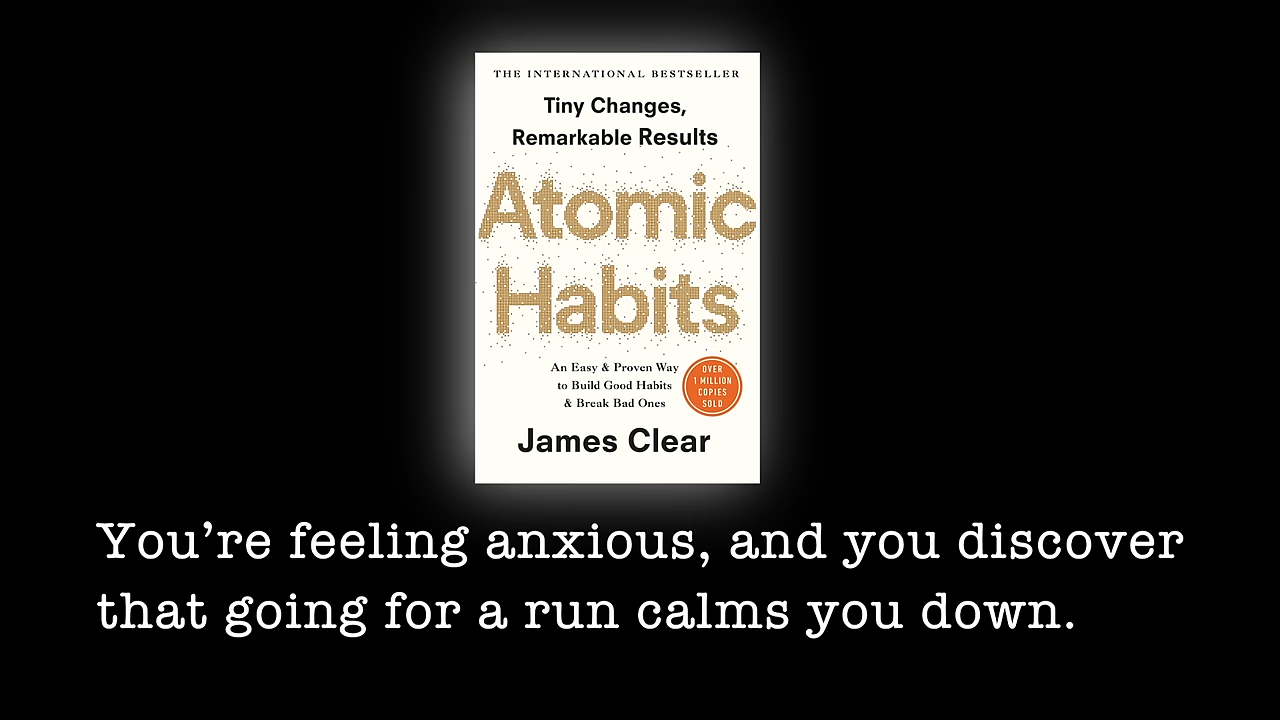 THE INTERNATIONAL BESTSELLER
Tiny Changes,
Remarkable Results
Atomic
Habits
An Easy & Proven Way
to Build Good Habits
& Break Bad Ones
OVER
1 MILLION
COPIES
SOLD
James Clear
You’re feeling anxious, and you discover
that going for a run calms you down.